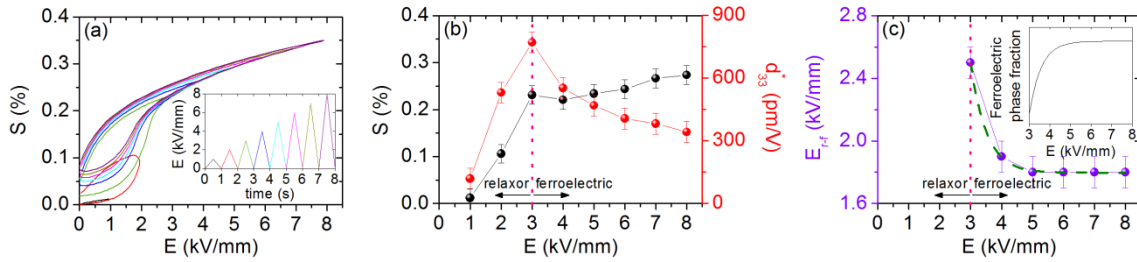 (a)
0.4
0.3
0.2
0.1
0.0
S (%)
0 1 2 3 4 5 6 7 8
E (kV/mm)
8
6
4
2
0
E (kV/mm)
0 1 2 3 4 5 6 7 8
time (s)
(b)
0.4
0.3
0.2
0.1
0.0
S (%)
900
600
300
0
d*33 (pm/V)
relaxor ferroelectric
0 1 2 3 4 5 6 7 8
E (kV/mm)
(c)
2.8
2.4
2.0
1.6
Er-f (kV/mm)
relaxor ferroelectric
0 1 2 3 4 5 6 7 8
E (kV/mm)
Ferroelectric
phase fraction
3 4 5 6 7 8
E (kV/mm)